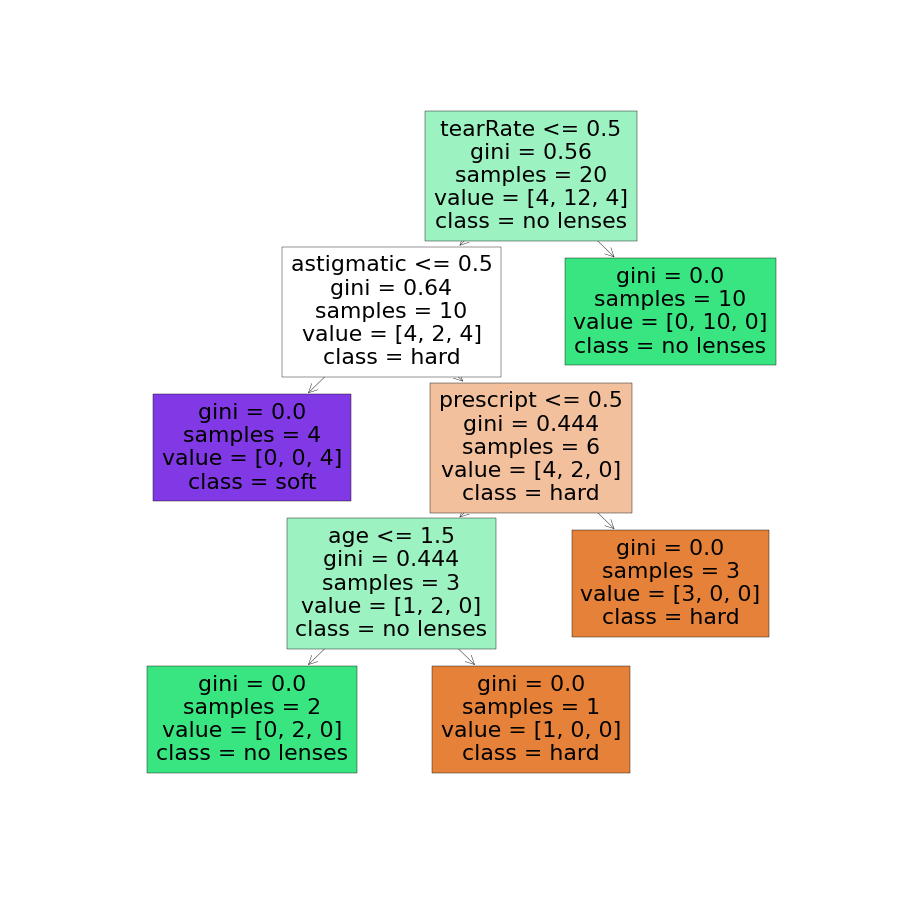 tearRate <= 0.5
gini = 0.56
samples = 20
value = [4, 12, 4]
class = no lenses
astigmatic <= 0.5
gini = 0.64
samples = 10
value = [4, 2, 4]
class = hard
gini = 0.0
samples = 10
value = [0, 10, 0]
class = no lenses
gini = 0.0
samples = 4
value = [0, 0, 4]
class = soft
prescript <= 0.5
gini = 0.444
samples = 6
value = [4, 2, 0]
class = hard
age <= 1.5
gini = 0.444
samples = 3
value = [1, 2, 0]
class = no lenses
gini = 0.0
samples = 3
value = [3, 0, 0]
class = hard
gini = 0.0
samples = 2
value = [0, 2, 0]
class = no lenses
gini = 0.0
samples = 1
value = [1, 0, 0]
class = hard